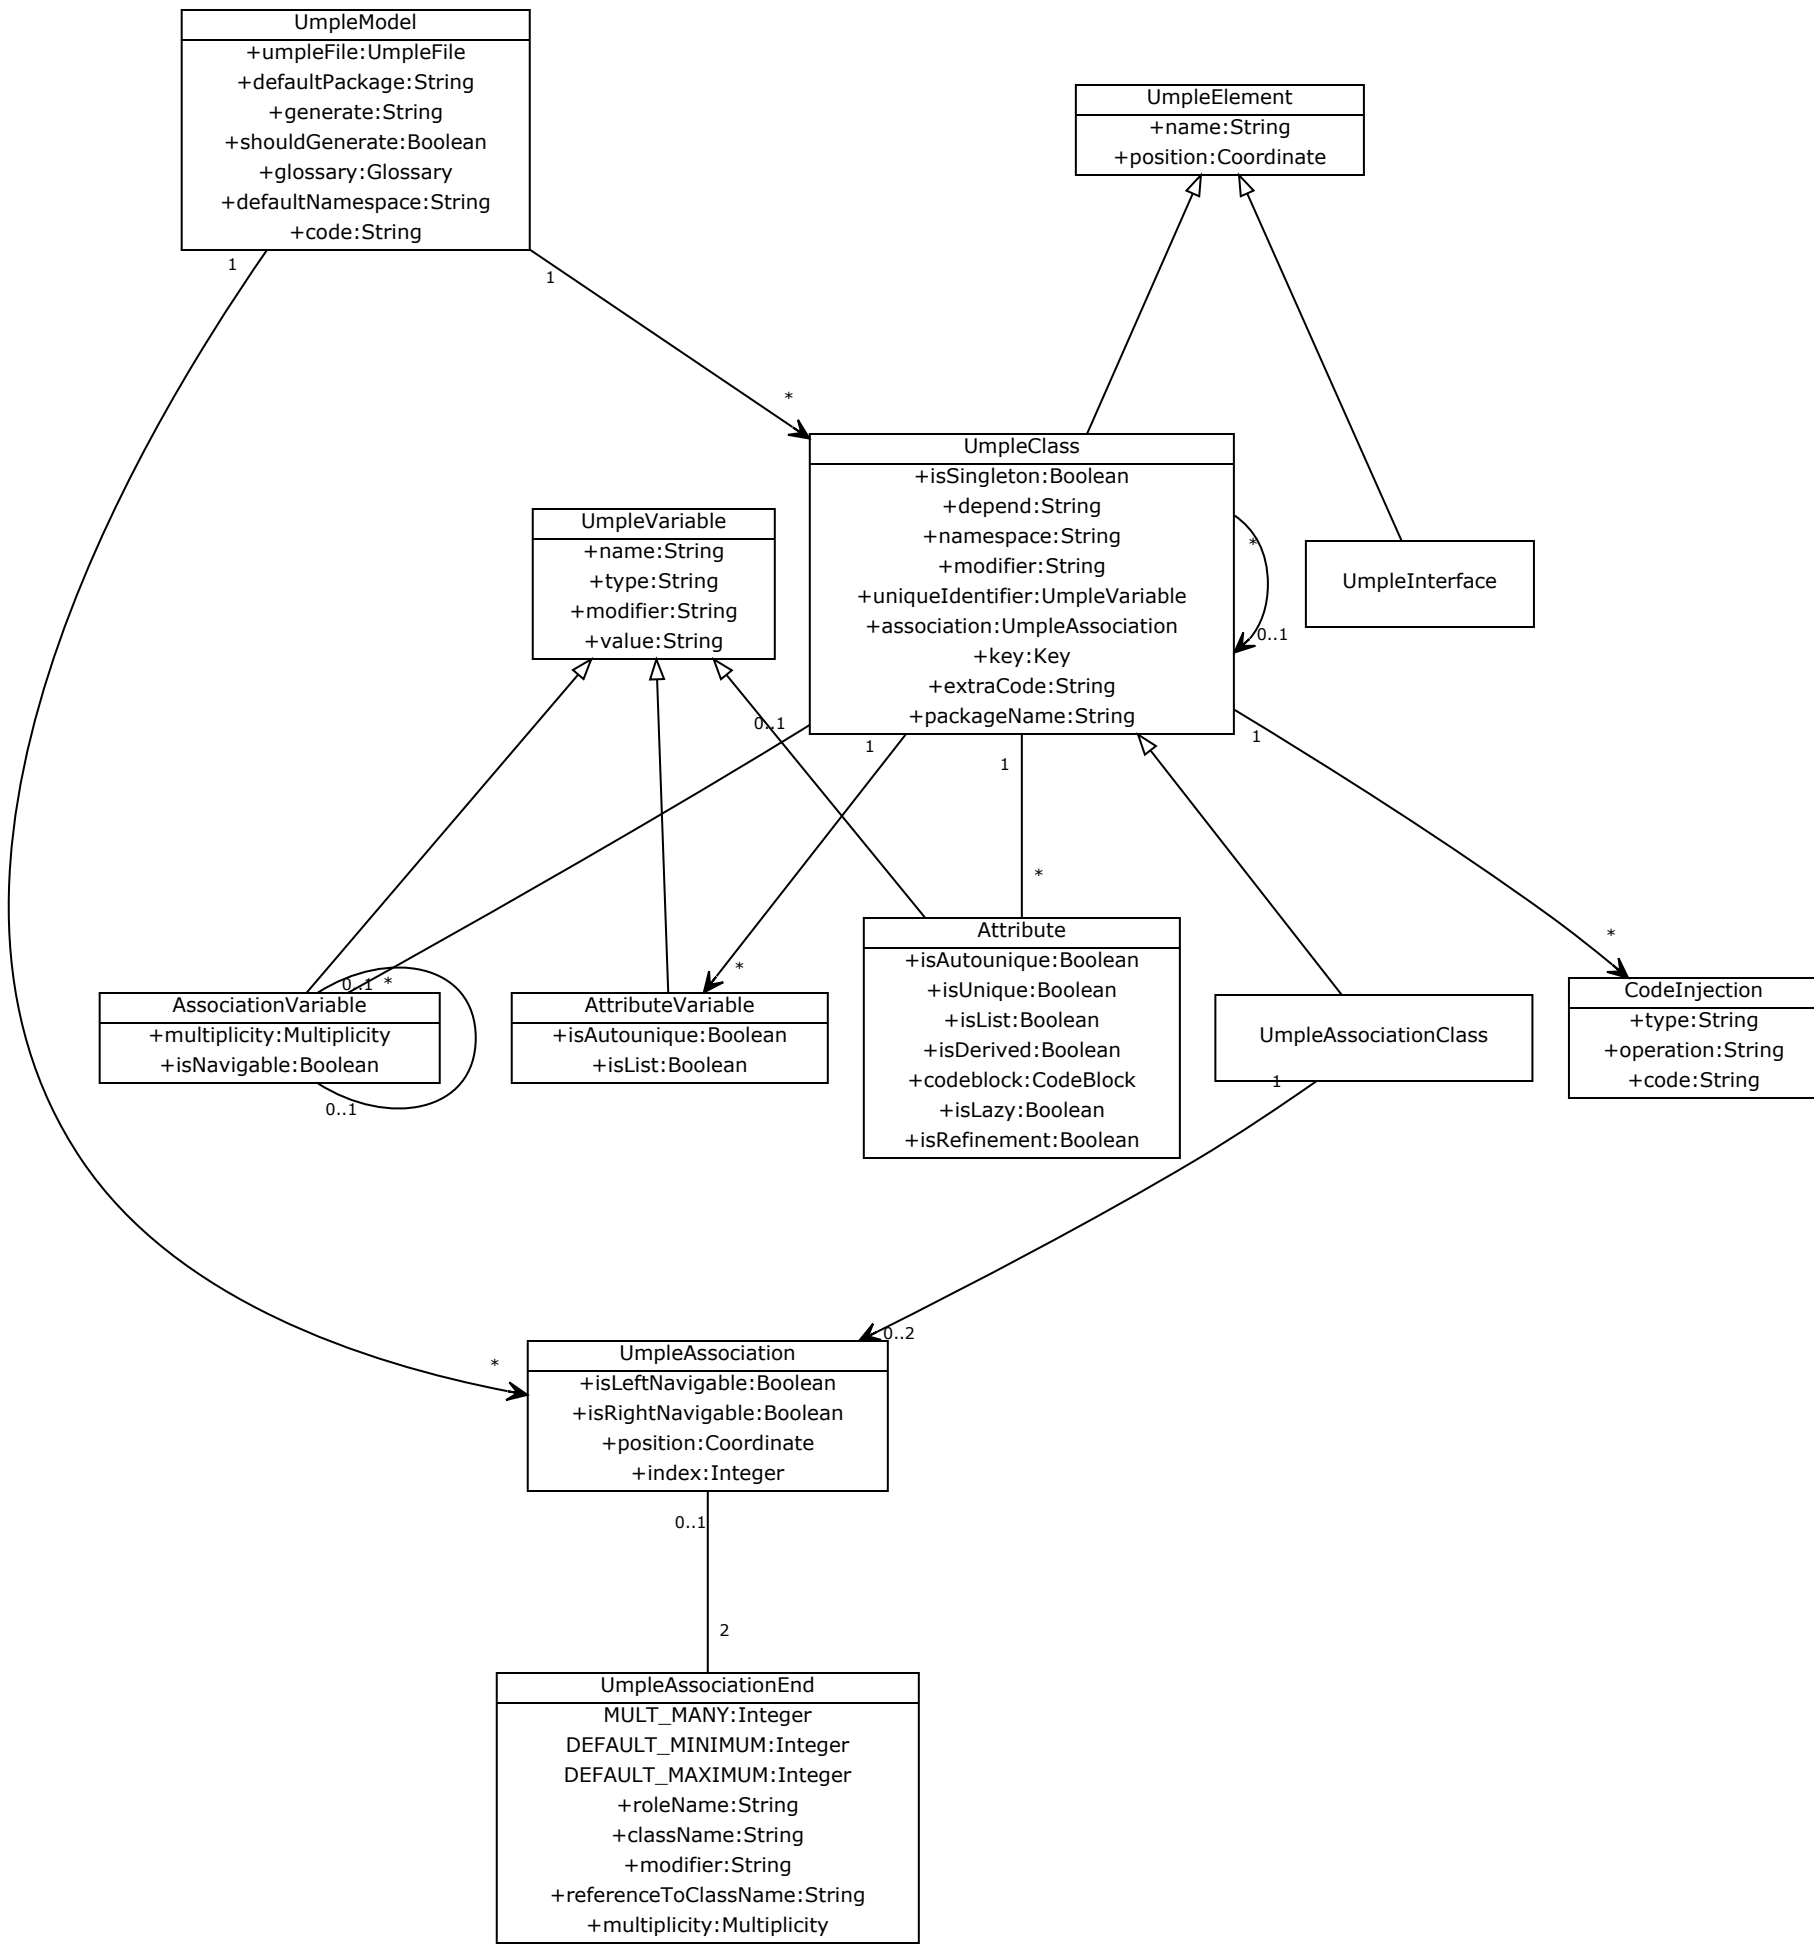 UmpleModel
+umpleFile:UmpleFile
+defaultPackage:String
+generate:String
+shouldGenerate:Boolean
+glossary:Glossary
+defaultNamespace:String
+code:String
UmpleElement
+name:String
+position:Coordinate
1
1
*
UmpleClass
+isSingleton:Boolean
+depend:String
+namespace:String
+modifier:String
+uniqueIdentifier:UmpleVariable
+association:UmpleAssociation
+key:Key
+extraCode:String
+packageName:String
*
0..1
UmpleInterface
UmpleVariable
+name:String
+type:String
+modifier:String
+value:String
0..1
1
1
1
*
*
*
0..1
*
AssociationVariable
+multiplicity:Multiplicity
+isNavigable:Boolean
0..1
AttributeVariable
+isAutounique:Boolean
+isList:Boolean
Attribute
+isAutounique:Boolean
+isUnique:Boolean
+isList:Boolean
+isDerived:Boolean
+codeblock:CodeBlock
+isLazy:Boolean
+isRefinement:Boolean
UmpleAssociationClass
1
CodeInjection
+type:String
+operation:String
+code:String
0..2
*
UmpleAssociation
+isLeftNavigable:Boolean
+isRightNavigable:Boolean
+position:Coordinate
+index:Integer
0..1
2
UmpleAssociationEnd
MULT_MANY:Integer
DEFAULT_MINIMUM:Integer
DEFAULT_MAXIMUM:Integer
+roleName:String
+className:String
+modifier:String
+referenceToClassName:String
+multiplicity:Multiplicity